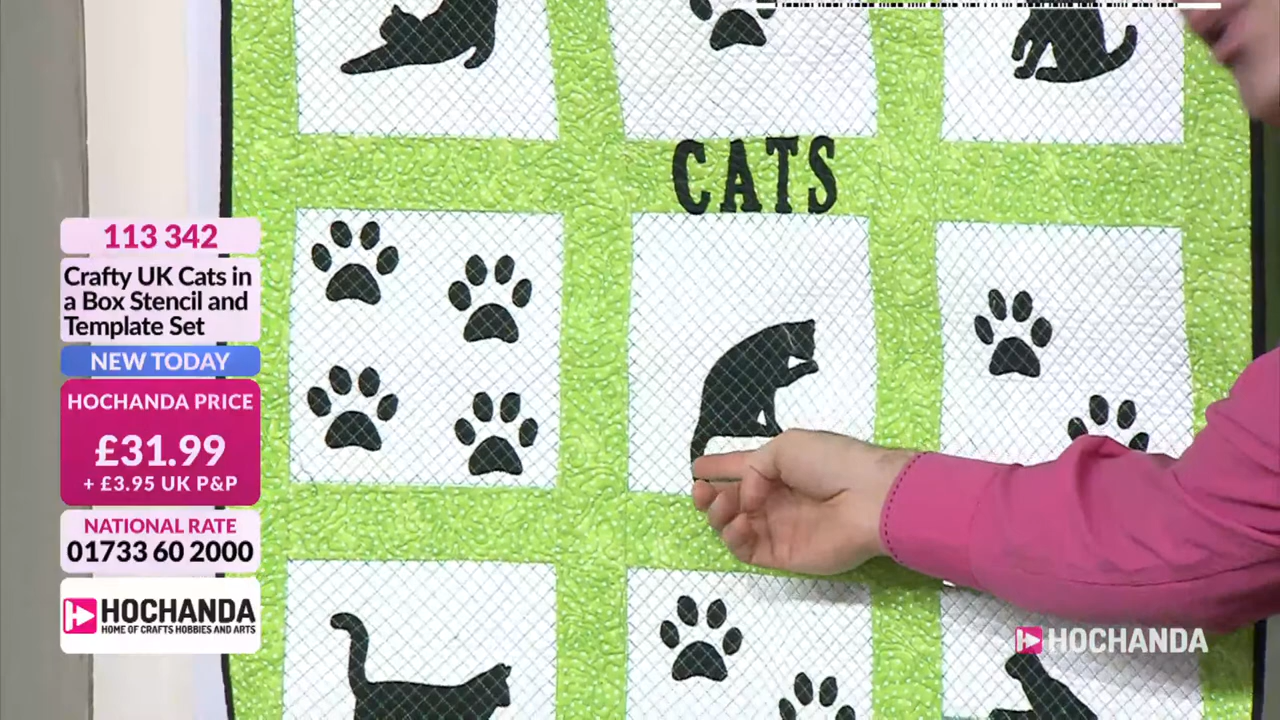 CATS
113 342
Crafty UK Cats in
a Box Stencil and
Template Set
NEW TODAY
HOCHANDA PRICE
£31.99
+ £3.95 UK P&P
NATIONAL RATE
01733 60 2000
HOCHANDA
HOME OF CRAFTS HOBBIES AND ARTS
HOCHANDA